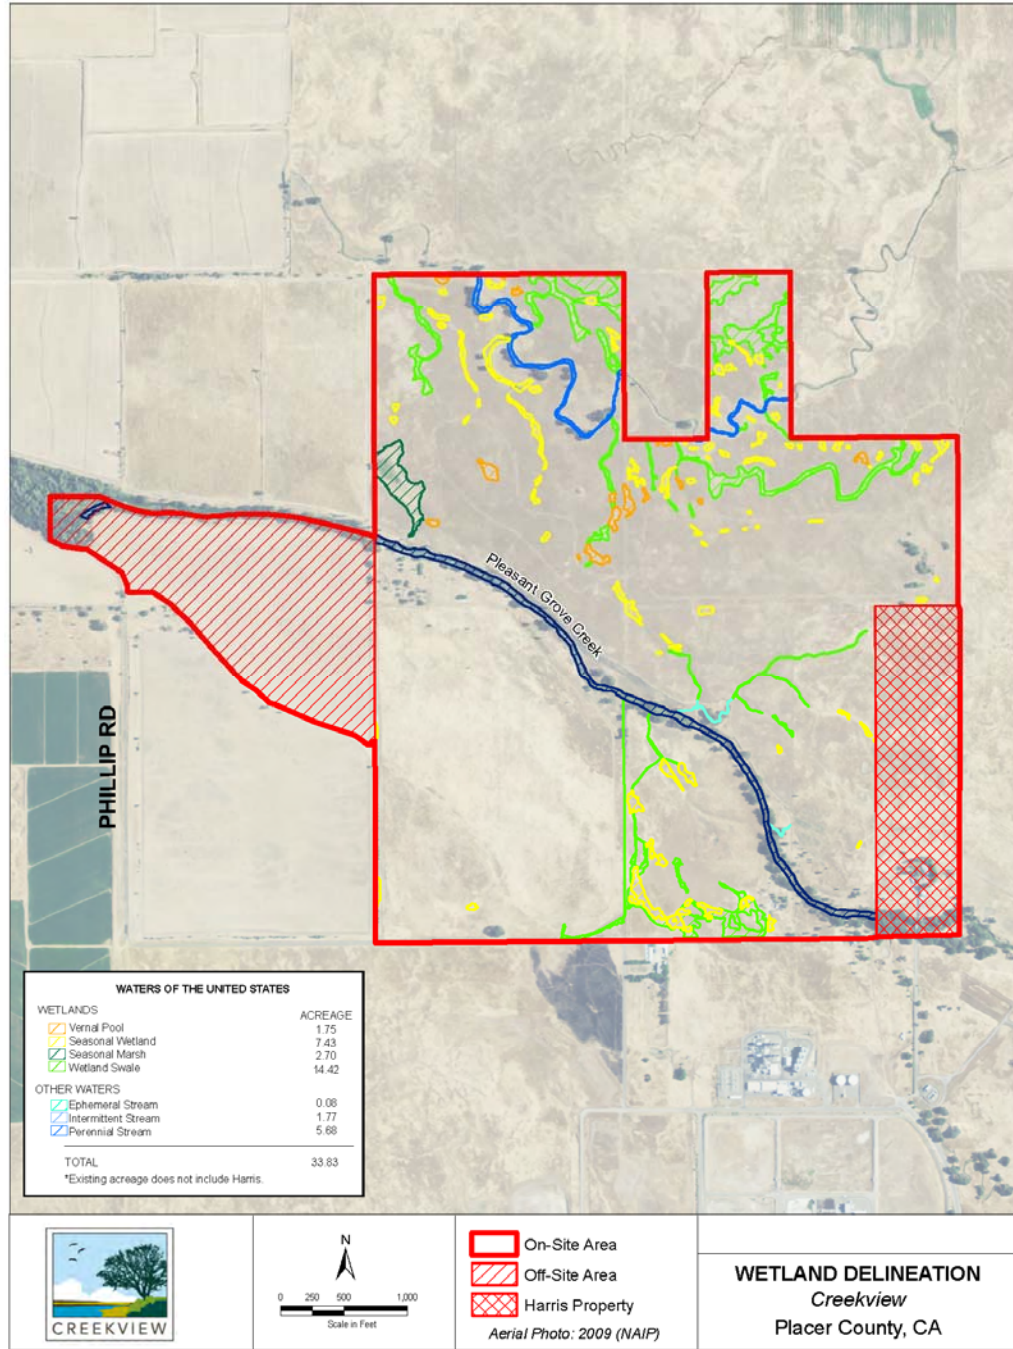 Pleasant Grove Creek
PHILLIP RD
WATERS OF THE UNITED STATES
WETLANDS ACREAGE
Vernal Pool 1.75
Seasonal Wetland 7.43
Seasonal Marsh 2.70
Wetland Swale 14.42
OTHER WATERS
Ephemeral Stream 0.08
Intermittent Stream 1.77
Perennial Stream 5.68
TOTAL 33.83
*Existing acreage does not include Harris.
CREEKVIEW
N
0 250 500 1,000
Scale in Feet
On-Site Area
Off-Site Area
Harris Property
Aerial Photo: 2009 (NAIP)
WETLAND DELINEATION
Creekview
Placer County, CA